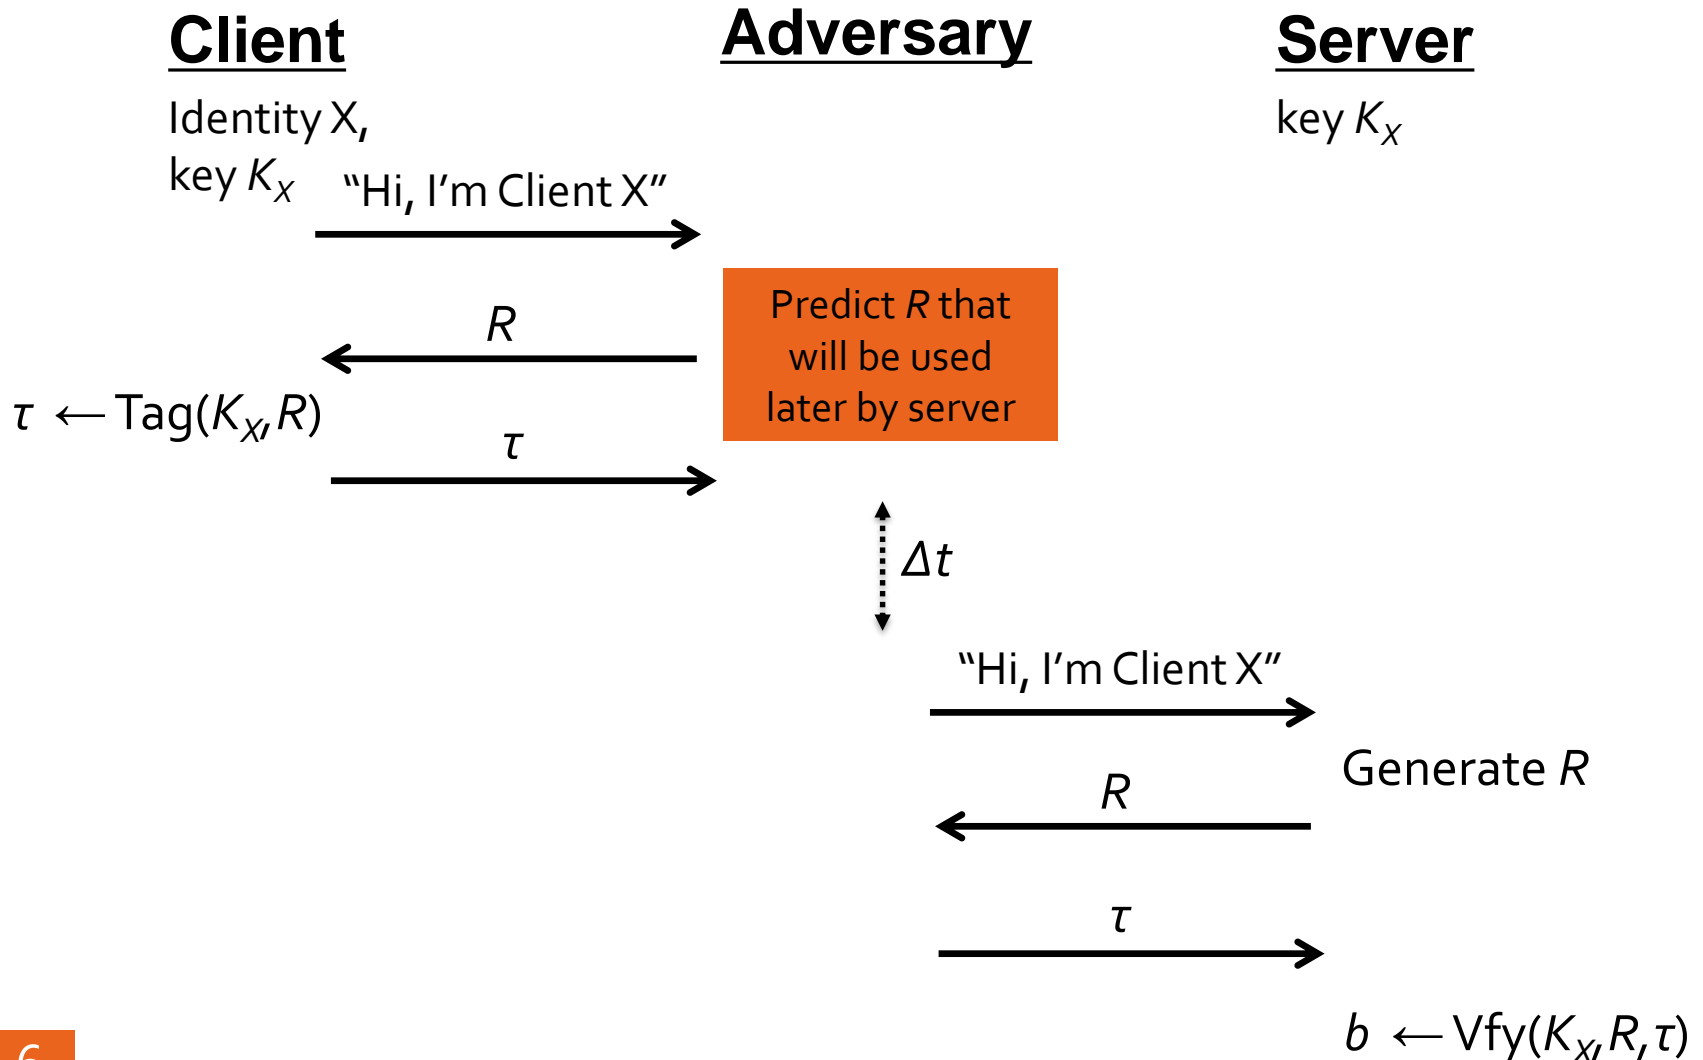 Client
Adversary
Server
Identity X,
key K_X
key K_X
“Hi, I’m Client X”
Predict R that
will be used
later by server
R
τ ← Tag(K_X,R)
τ
Δt
“Hi, I’m Client X”
Generate R
R
τ
b ← Vfy(K_X,R,τ)
6